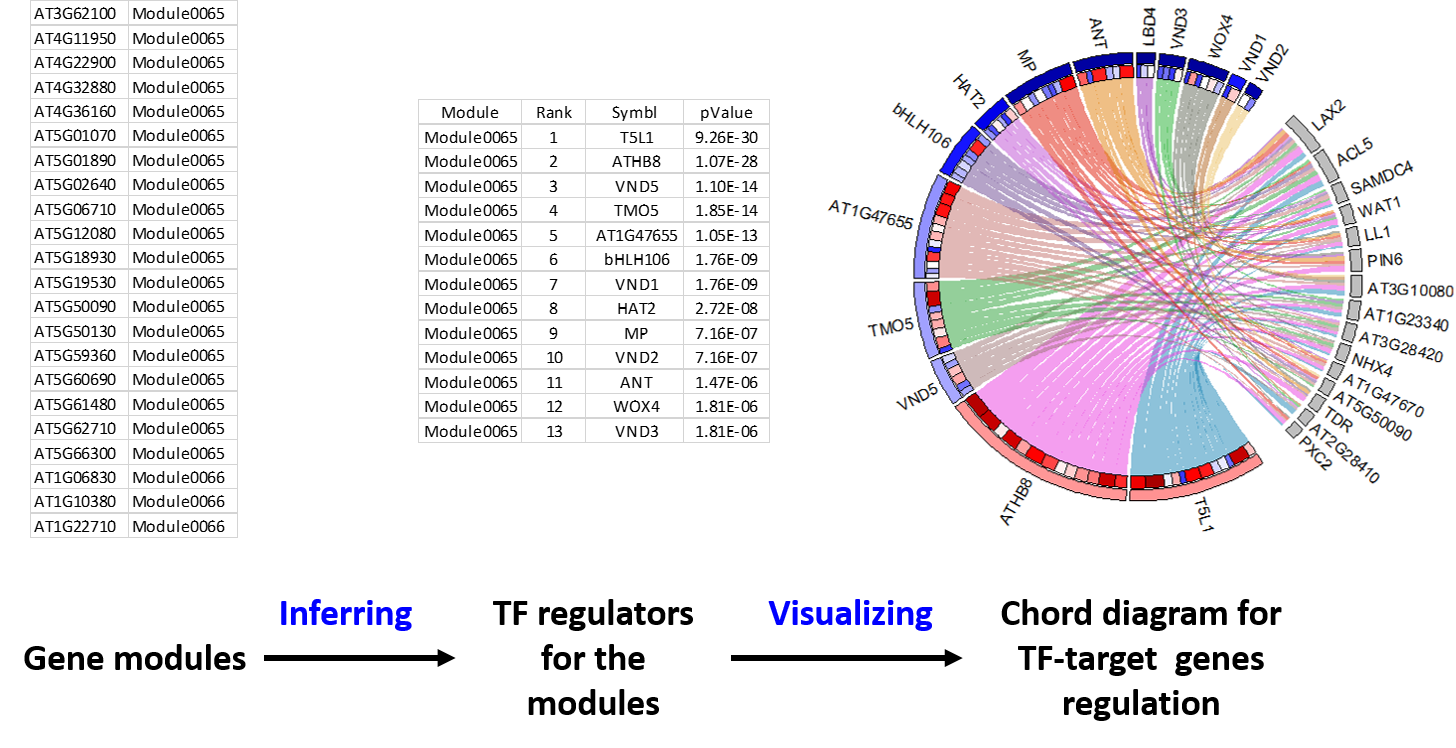 AT3G62100 Module0065
AT4G11950 Module0065
AT4G22900 Module0065
AT4G32880 Module0065
AT4G36160 Module0065
AT5G01070 Module0065
AT5G01890 Module0065
AT5G02640 Module0065
AT5G06710 Module0065
AT5G12080 Module0065
AT5G18930 Module0065
AT5G19530 Module0065
AT5G50090 Module0065
AT5G50130 Module0065
AT5G59360 Module0065
AT5G60690 Module0065
AT5G61480 Module0065
AT5G62710 Module0065
AT5G66300 Module0065
AT1G06830 Module0066
AT1G10380 Module0066
AT1G22710 Module0066
Module Rank Symbl pValue
Module0065 1 T5L1 9.26E-30
Module0065 2 ATHB8 1.07E-28
Module0065 3 VND5 1.10E-14
Module0065 4 TMO5 1.85E-14
Module0065 5 AT1G47655 1.05E-13
Module0065 6 bHLH106 1.76E-09
Module0065 7 VND1 1.76E-09
Module0065 8 HAT2 2.72E-08
Module0065 9 MP 7.16E-07
Module0065 10 VND2 7.16E-07
Module0065 11 ANT 1.47E-06
Module0065 12 WOX4 1.81E-06
Module0065 13 VND3 1.81E-06
T5L1
ATHB8
VND5
TMO5
AT1G47655
bHLH106
HAT2
MP
ANT
LBD4
VND3
WOX4
VND1
VND2
LAX2
ACL5
SAMDC4
WAT1
LL1
PIN6
AT3G10080
AT1G23340
AT3G28420
NHX4
AT1G47670
AT5G50090
TDR
AT2G28410
PXC2
Gene modules
Inferring
TF regulators
for the
modules
Visualizing
Chord diagram for
TF-target genes
regulation